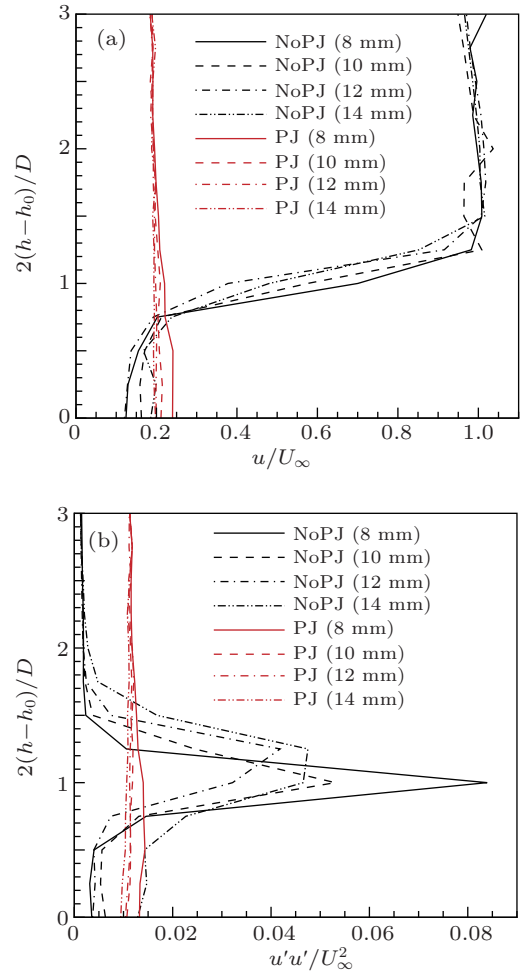 (a)
NoPJ (8 mm)
NoPJ (10 mm)
NoPJ (12 mm)
NoPJ (14 mm)
PJ (8 mm)
PJ (10 mm)
PJ (12 mm)
PJ (14 mm)
3
2
1
0
2(h−h₀)/D
0
0.2
0.4
0.6
0.8
1.0
u/U∞
(b)
NoPJ (8 mm)
NoPJ (10 mm)
NoPJ (12 mm)
NoPJ (14 mm)
PJ (8 mm)
PJ (10 mm)
PJ (12 mm)
PJ (14 mm)
3
2
1
0
2(h−h₀)/D
0
0.02
0.04
0.06
0.08
u′u′/U²∞